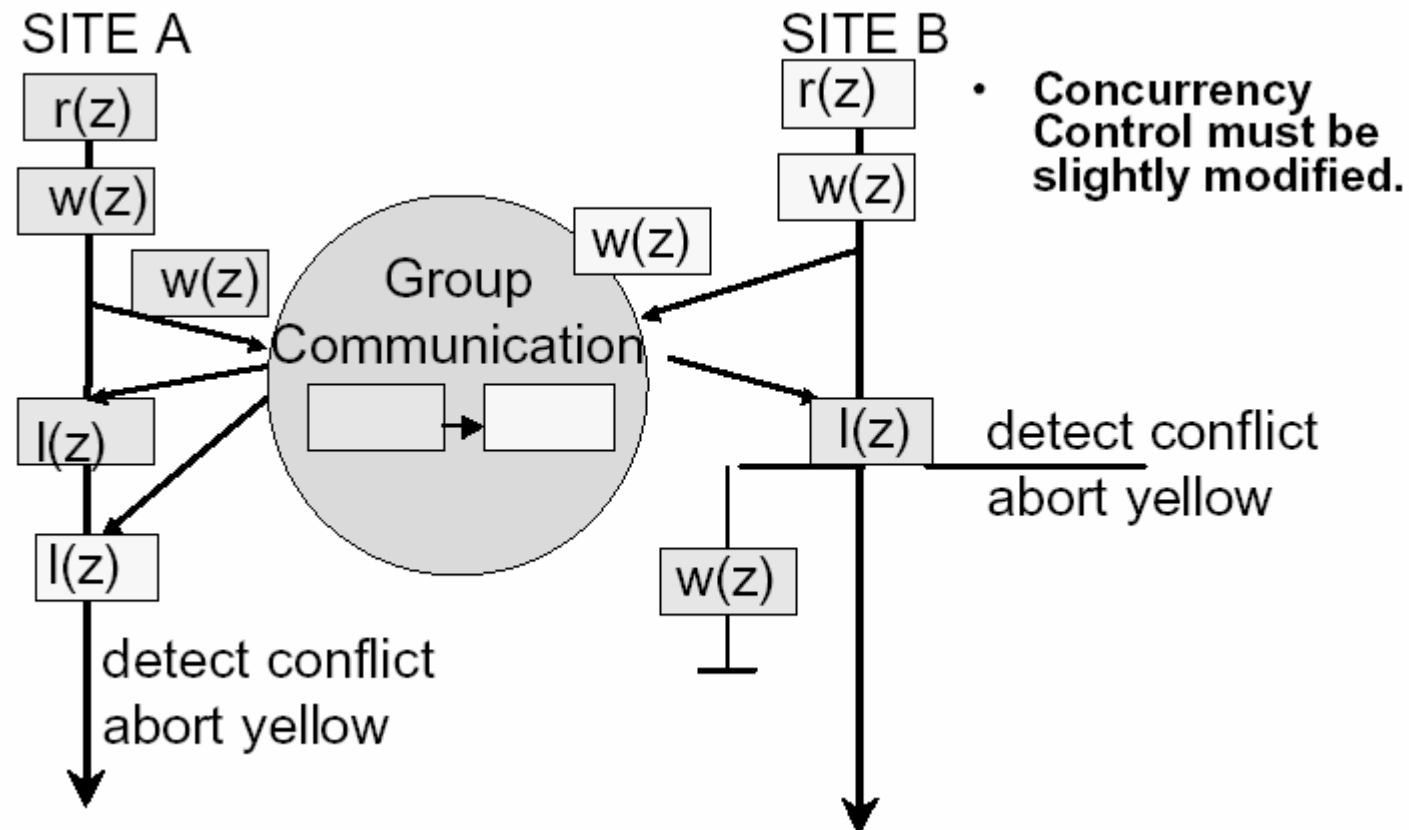 SITE A
SITE B
r(z)
r(z)
• Concurrency
Control must be
slightly modified.
w(z)
w(z)
w(z)
w(z)
Group
Communication
l(z)
l(z)
detect conflict
abort yellow
l(z)
w(z)
detect conflict
abort yellow